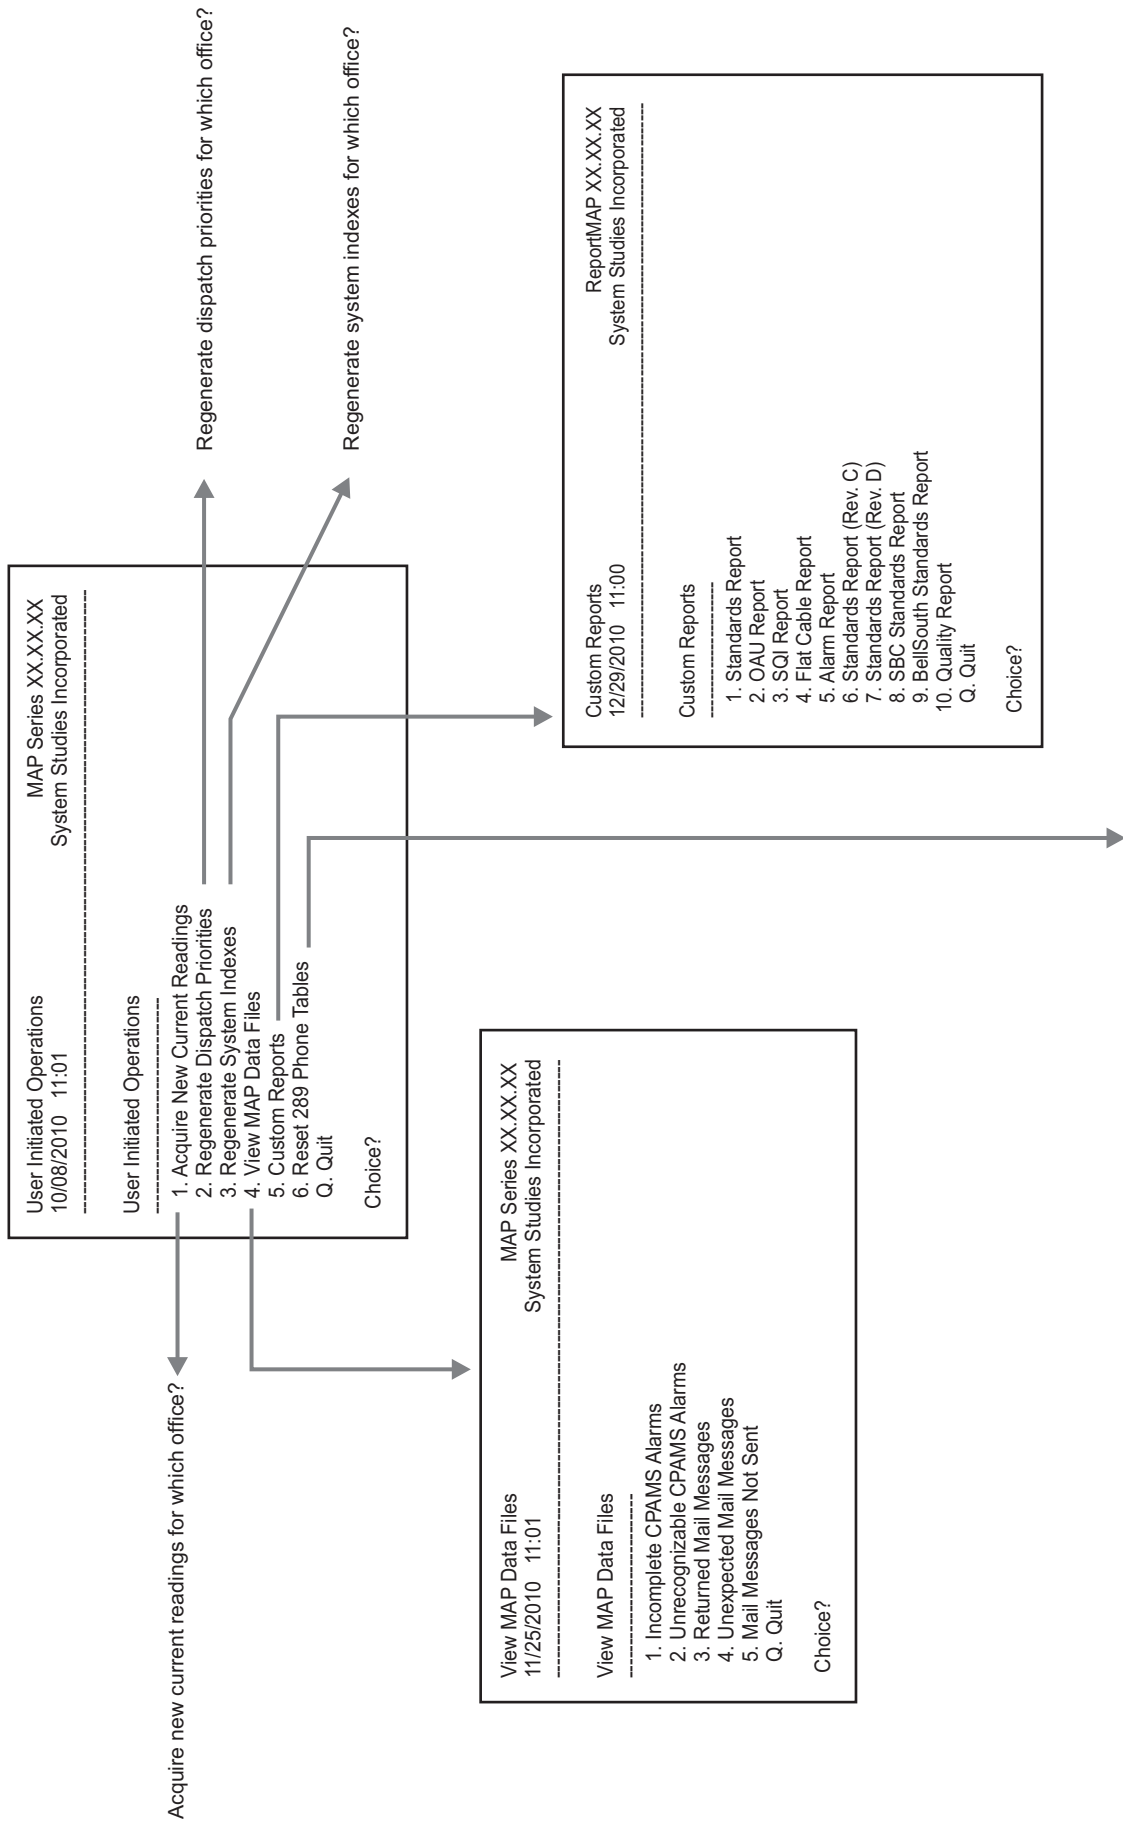 User Initiated Operations MAP Series XX.XX.XX
10/08/2010 11:01 System Studies Incorporated
User Initiated Operations
1. Acquire New Current Readings
2. Regenerate Dispatch Priorities
3. Regenerate System Indexes
4. View MAP Data Files
5. Custom Reports
6. Reset 289 Phone Tables
Q. Quit
Choice?
Acquire new current readings for which office?
Regenerate dispatch priorities for which office?
Regenerate system indexes for which office?
View MAP Data Files MAP Series XX.XX.XX
11/25/2010 11:01 System Studies Incorporated
View MAP Data Files
1. Incomplete CPAMS Alarms
2. Unrecognizable CPAMS Alarms
3. Returned Mail Messages
4. Unexpected Mail Messages
5. Mail Messages Not Sent
Q. Quit
Choice?
Custom Reports ReportMAP XX.XX.XX
12/29/2010 11:00 System Studies Incorporated
Custom Reports
1. Standards Report
2. OAU Report
3. SQI Report
4. Flat Cable Report
5. Alarm Report
6. Standards Report (Rev. C)
7. Standards Report (Rev. D)
8. SBC Standards Report
9. BellSouth Standards Report
10. Quality Report
Q. Quit
Choice?